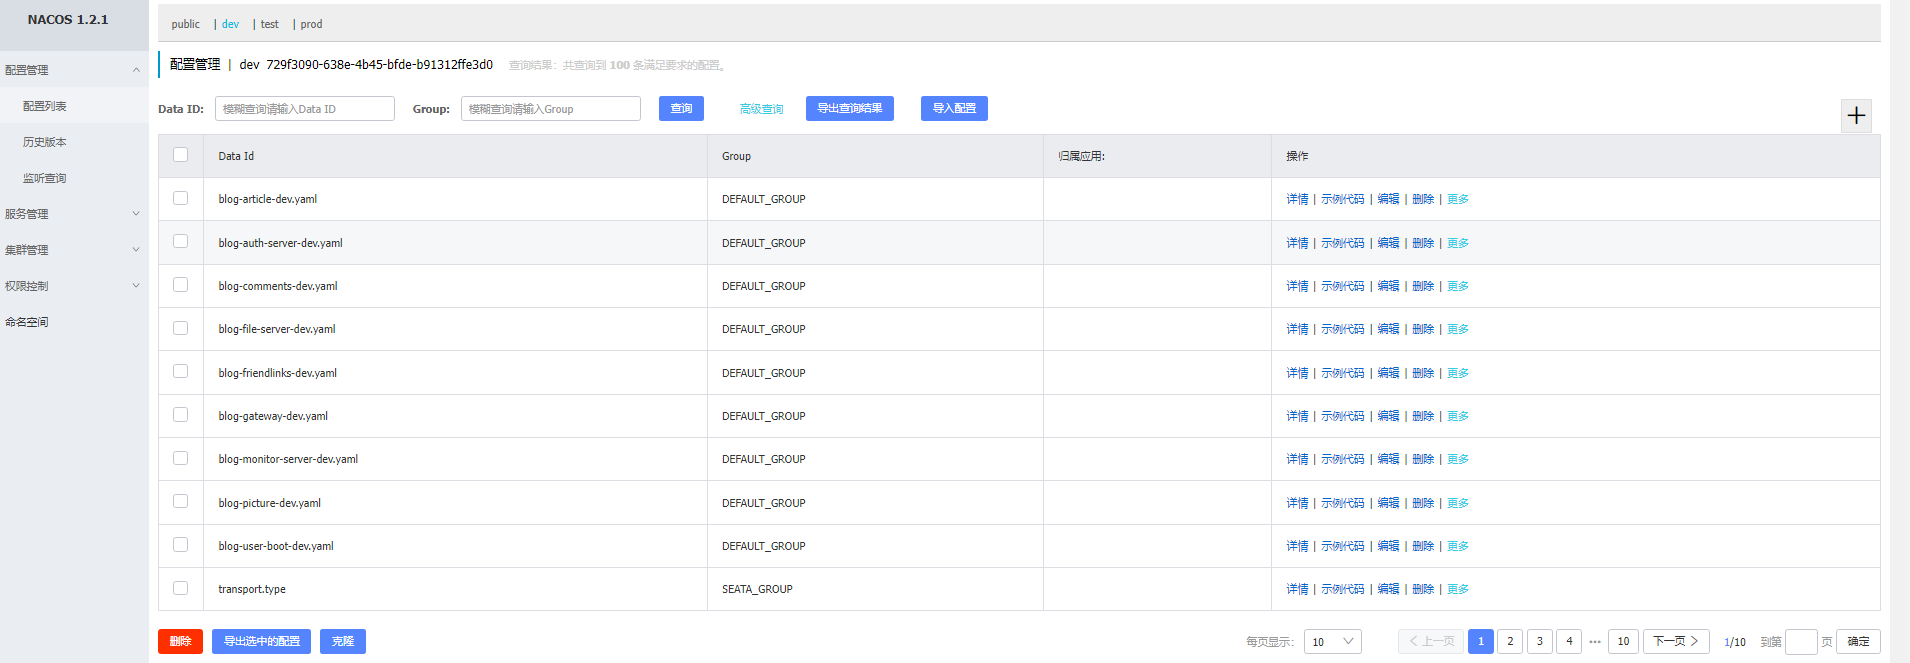 NACOS 1.2.1
配置管理
配置列表
历史版本
监听查询
服务管理
集群管理
权限控制
命名空间
public | dev | test | prod
配置管理 | dev 729f3090-638e-4b45-bfde-b91312ffe3d0 查询结果：共查询到 100 条满足要求的配置。
Data ID: 模糊查询请输入Data ID Group: 模糊查询请输入Group 查询 高级查询 导出查询结果 导入配置
Data Id Group 归属应用: 操作
blog-article-dev.yaml DEFAULT_GROUP 详情 | 示例代码 | 编辑 | 删除 | 更多
blog-auth-server-dev.yaml DEFAULT_GROUP 详情 | 示例代码 | 编辑 | 删除 | 更多
blog-comments-dev.yaml DEFAULT_GROUP 详情 | 示例代码 | 编辑 | 删除 | 更多
blog-file-server-dev.yaml DEFAULT_GROUP 详情 | 示例代码 | 编辑 | 删除 | 更多
blog-friendlinks-dev.yaml DEFAULT_GROUP 详情 | 示例代码 | 编辑 | 删除 | 更多
blog-gateway-dev.yaml DEFAULT_GROUP 详情 | 示例代码 | 编辑 | 删除 | 更多
blog-monitor-server-dev.yaml DEFAULT_GROUP 详情 | 示例代码 | 编辑 | 删除 | 更多
blog-picture-dev.yaml DEFAULT_GROUP 详情 | 示例代码 | 编辑 | 删除 | 更多
blog-user-boot-dev.yaml DEFAULT_GROUP 详情 | 示例代码 | 编辑 | 删除 | 更多
transport.type SEATA_GROUP 详情 | 示例代码 | 编辑 | 删除 | 更多
删除 导出选中的配置 克隆 每页显示: 10 上一页 1 2 3 4 ••• 10 下一页 1/10 到第 页 确定